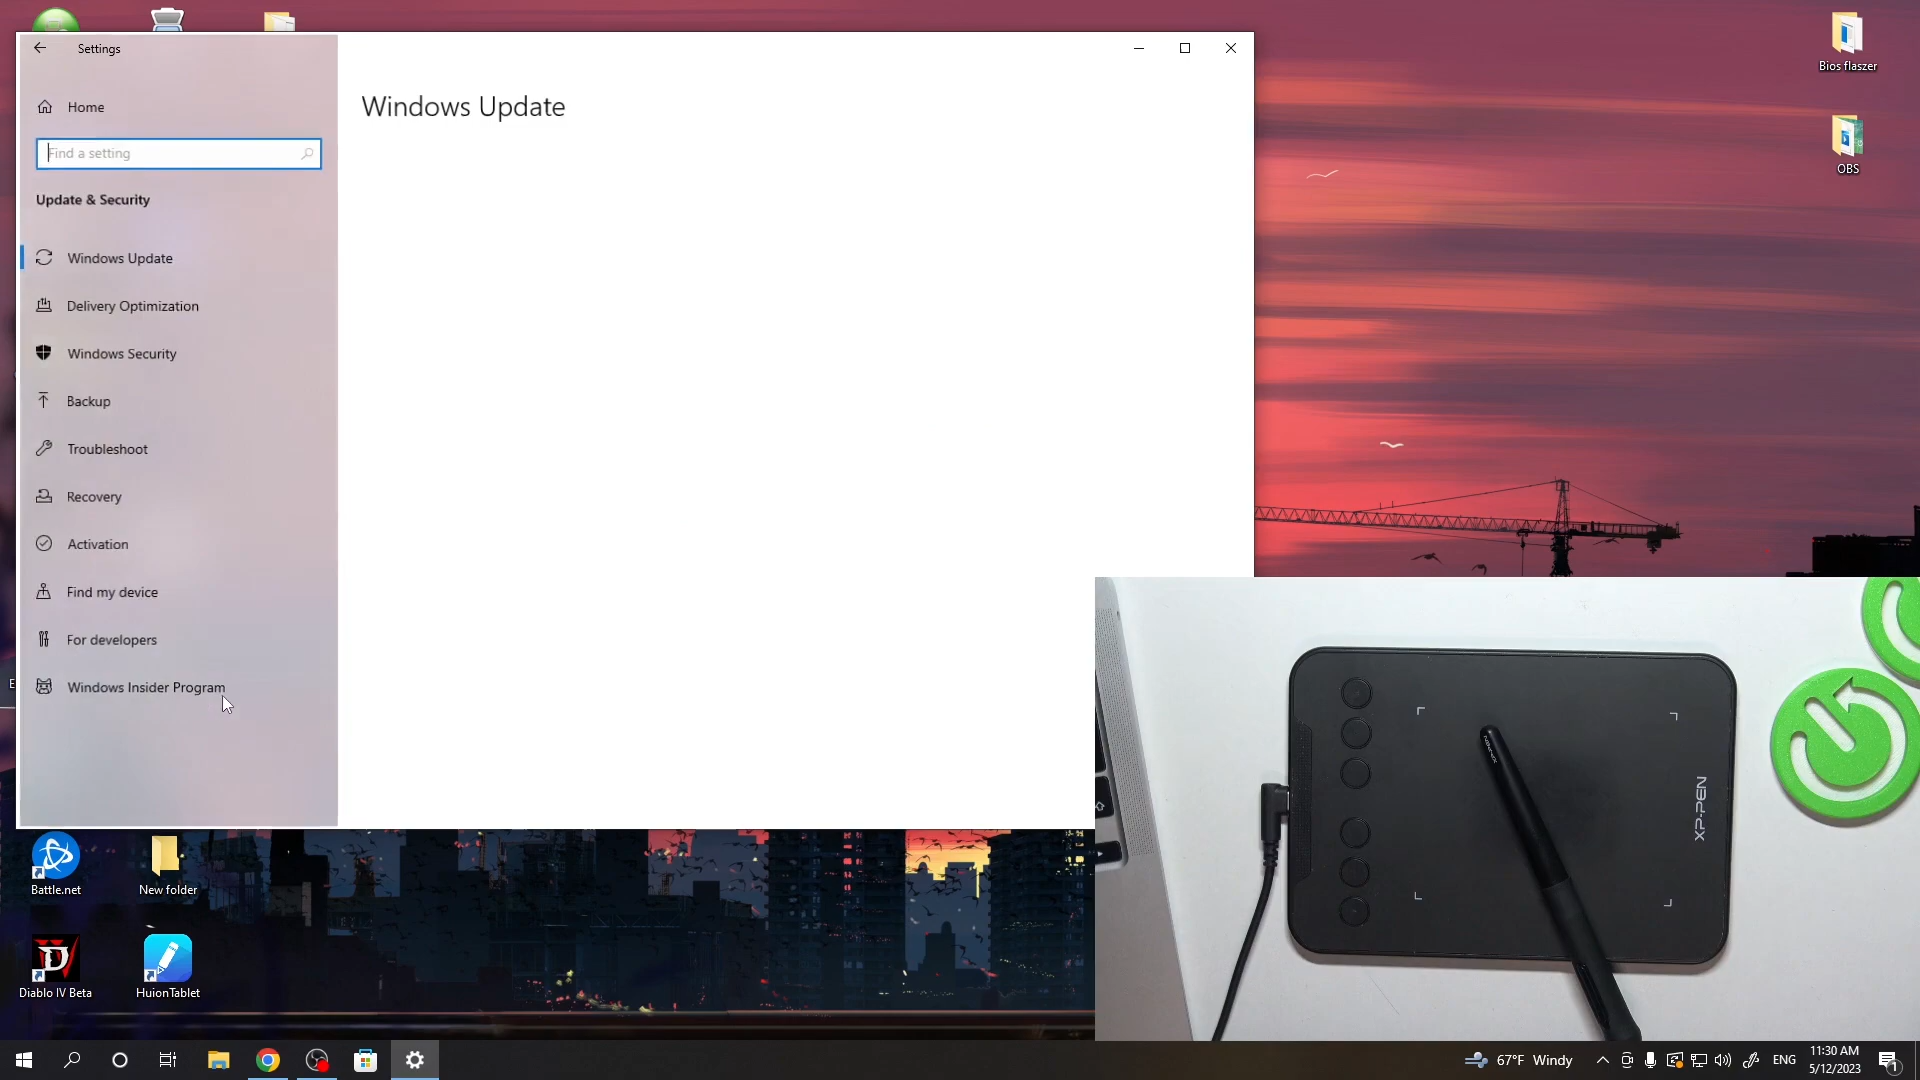 Settings
Home
Find a setting
Update & Security
Windows Update
Delivery Optimization
Windows Security
Backup
Troubleshoot
Recovery
Activation
Find my device
For developers
Windows Insider Program
Windows Update
Bios flaszer
OBS
Battle.net
New folder
Diablo IV Beta
HuionTablet
XP-PEN
67°F Windy
ENG
11:30 AM
5/12/2023
1